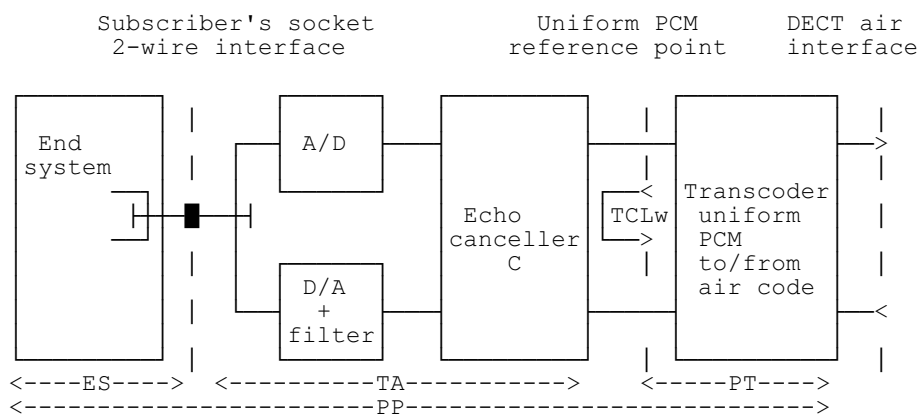 Subscriber's socket
2-wire interface
Uniform PCM
reference point
DECT air
interface
End
system
A/D
D/A
+
filter
Echo
canceller
C
TCLw
Transcoder
uniform
PCM
to/from
air code
<----ES---->
<----------TA----------->
<-----PT---->
<-----------------------PP----------------------->